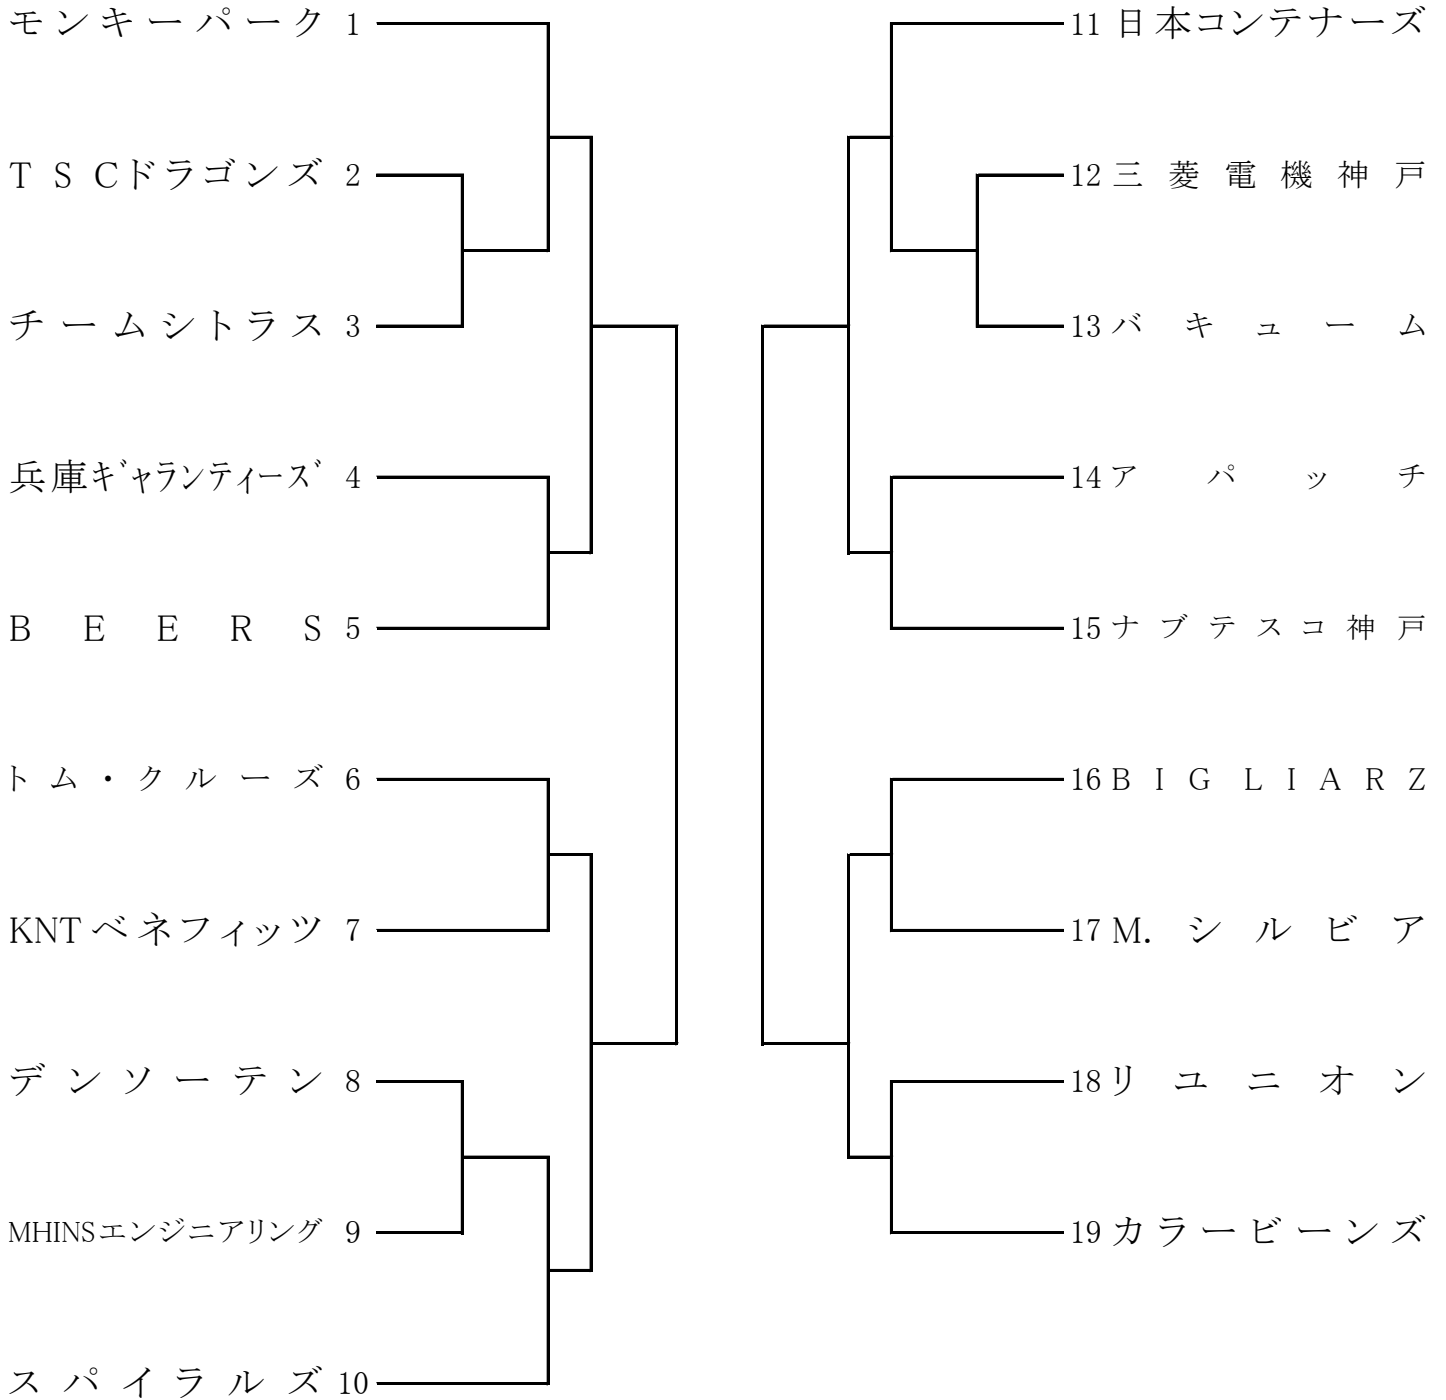 モンキーパーク 1
TSCドラゴンズ 2
チームシトラス 3
兵庫ギャランティーズ 4
BEERS 5
トム・クルーズ 6
KNTベネフィッツ 7
デンソーテン 8
MHINSエンジニアリング 9
スパイラルズ 10
11 日本コンテナーズ
12 三菱電機神戸
13 バキューム
14 アパッチ
15 ナブテスコ神戸
16 BIG LIARZ
17 M.シルビア
18 リユニオン
19 カラービーンズ